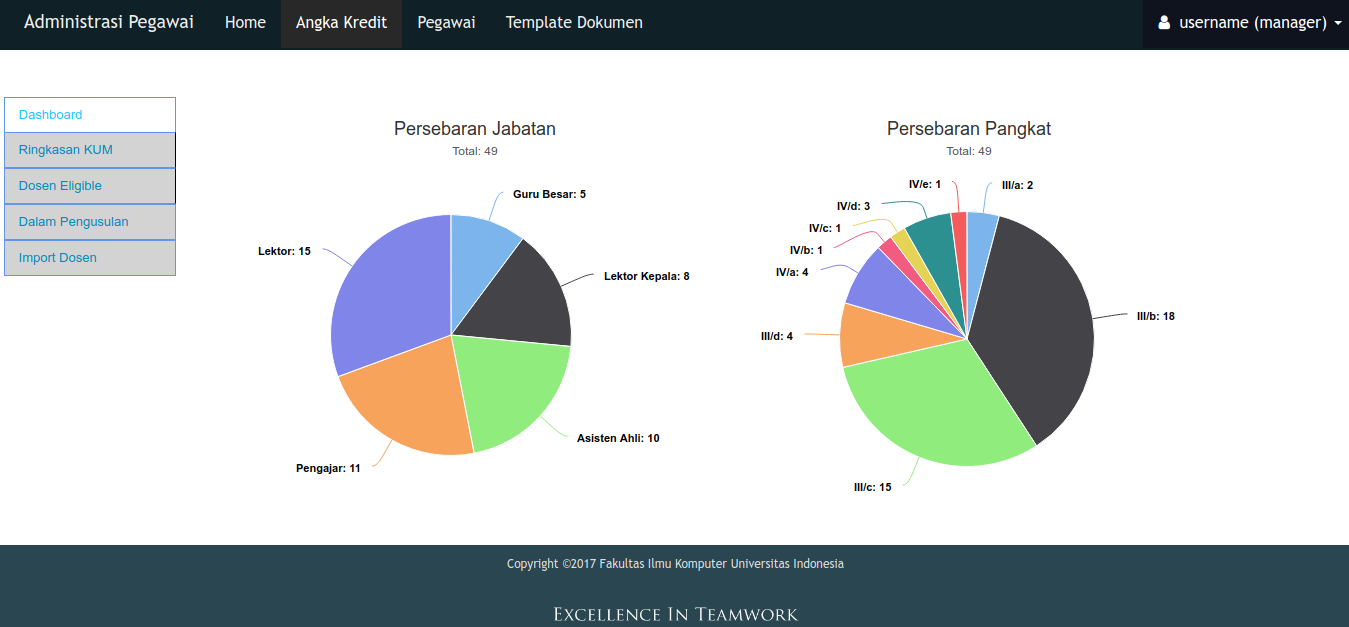 Administrasi Pegawai Home Angka Kredit Pegawai Template Dokumen username (manager)
Dashboard
Ringkasan KUM
Dosen Eligible
Dalam Pengusulan
Import Dosen
Persebaran Jabatan
Total: 49
Guru Besar: 5
Lektor: 15
Lektor Kepala: 8
Asisten Ahli: 10
Pengajar: 11
Persebaran Pangkat
Total: 49
IV/e: 1
III/a: 2
IV/d: 3
IV/c: 1
IV/b: 1
IV/a: 4
III/b: 18
III/d: 4
III/c: 15
Copyright ©2017 Fakultas Ilmu Komputer Universitas Indonesia
Excellence In Teamwork